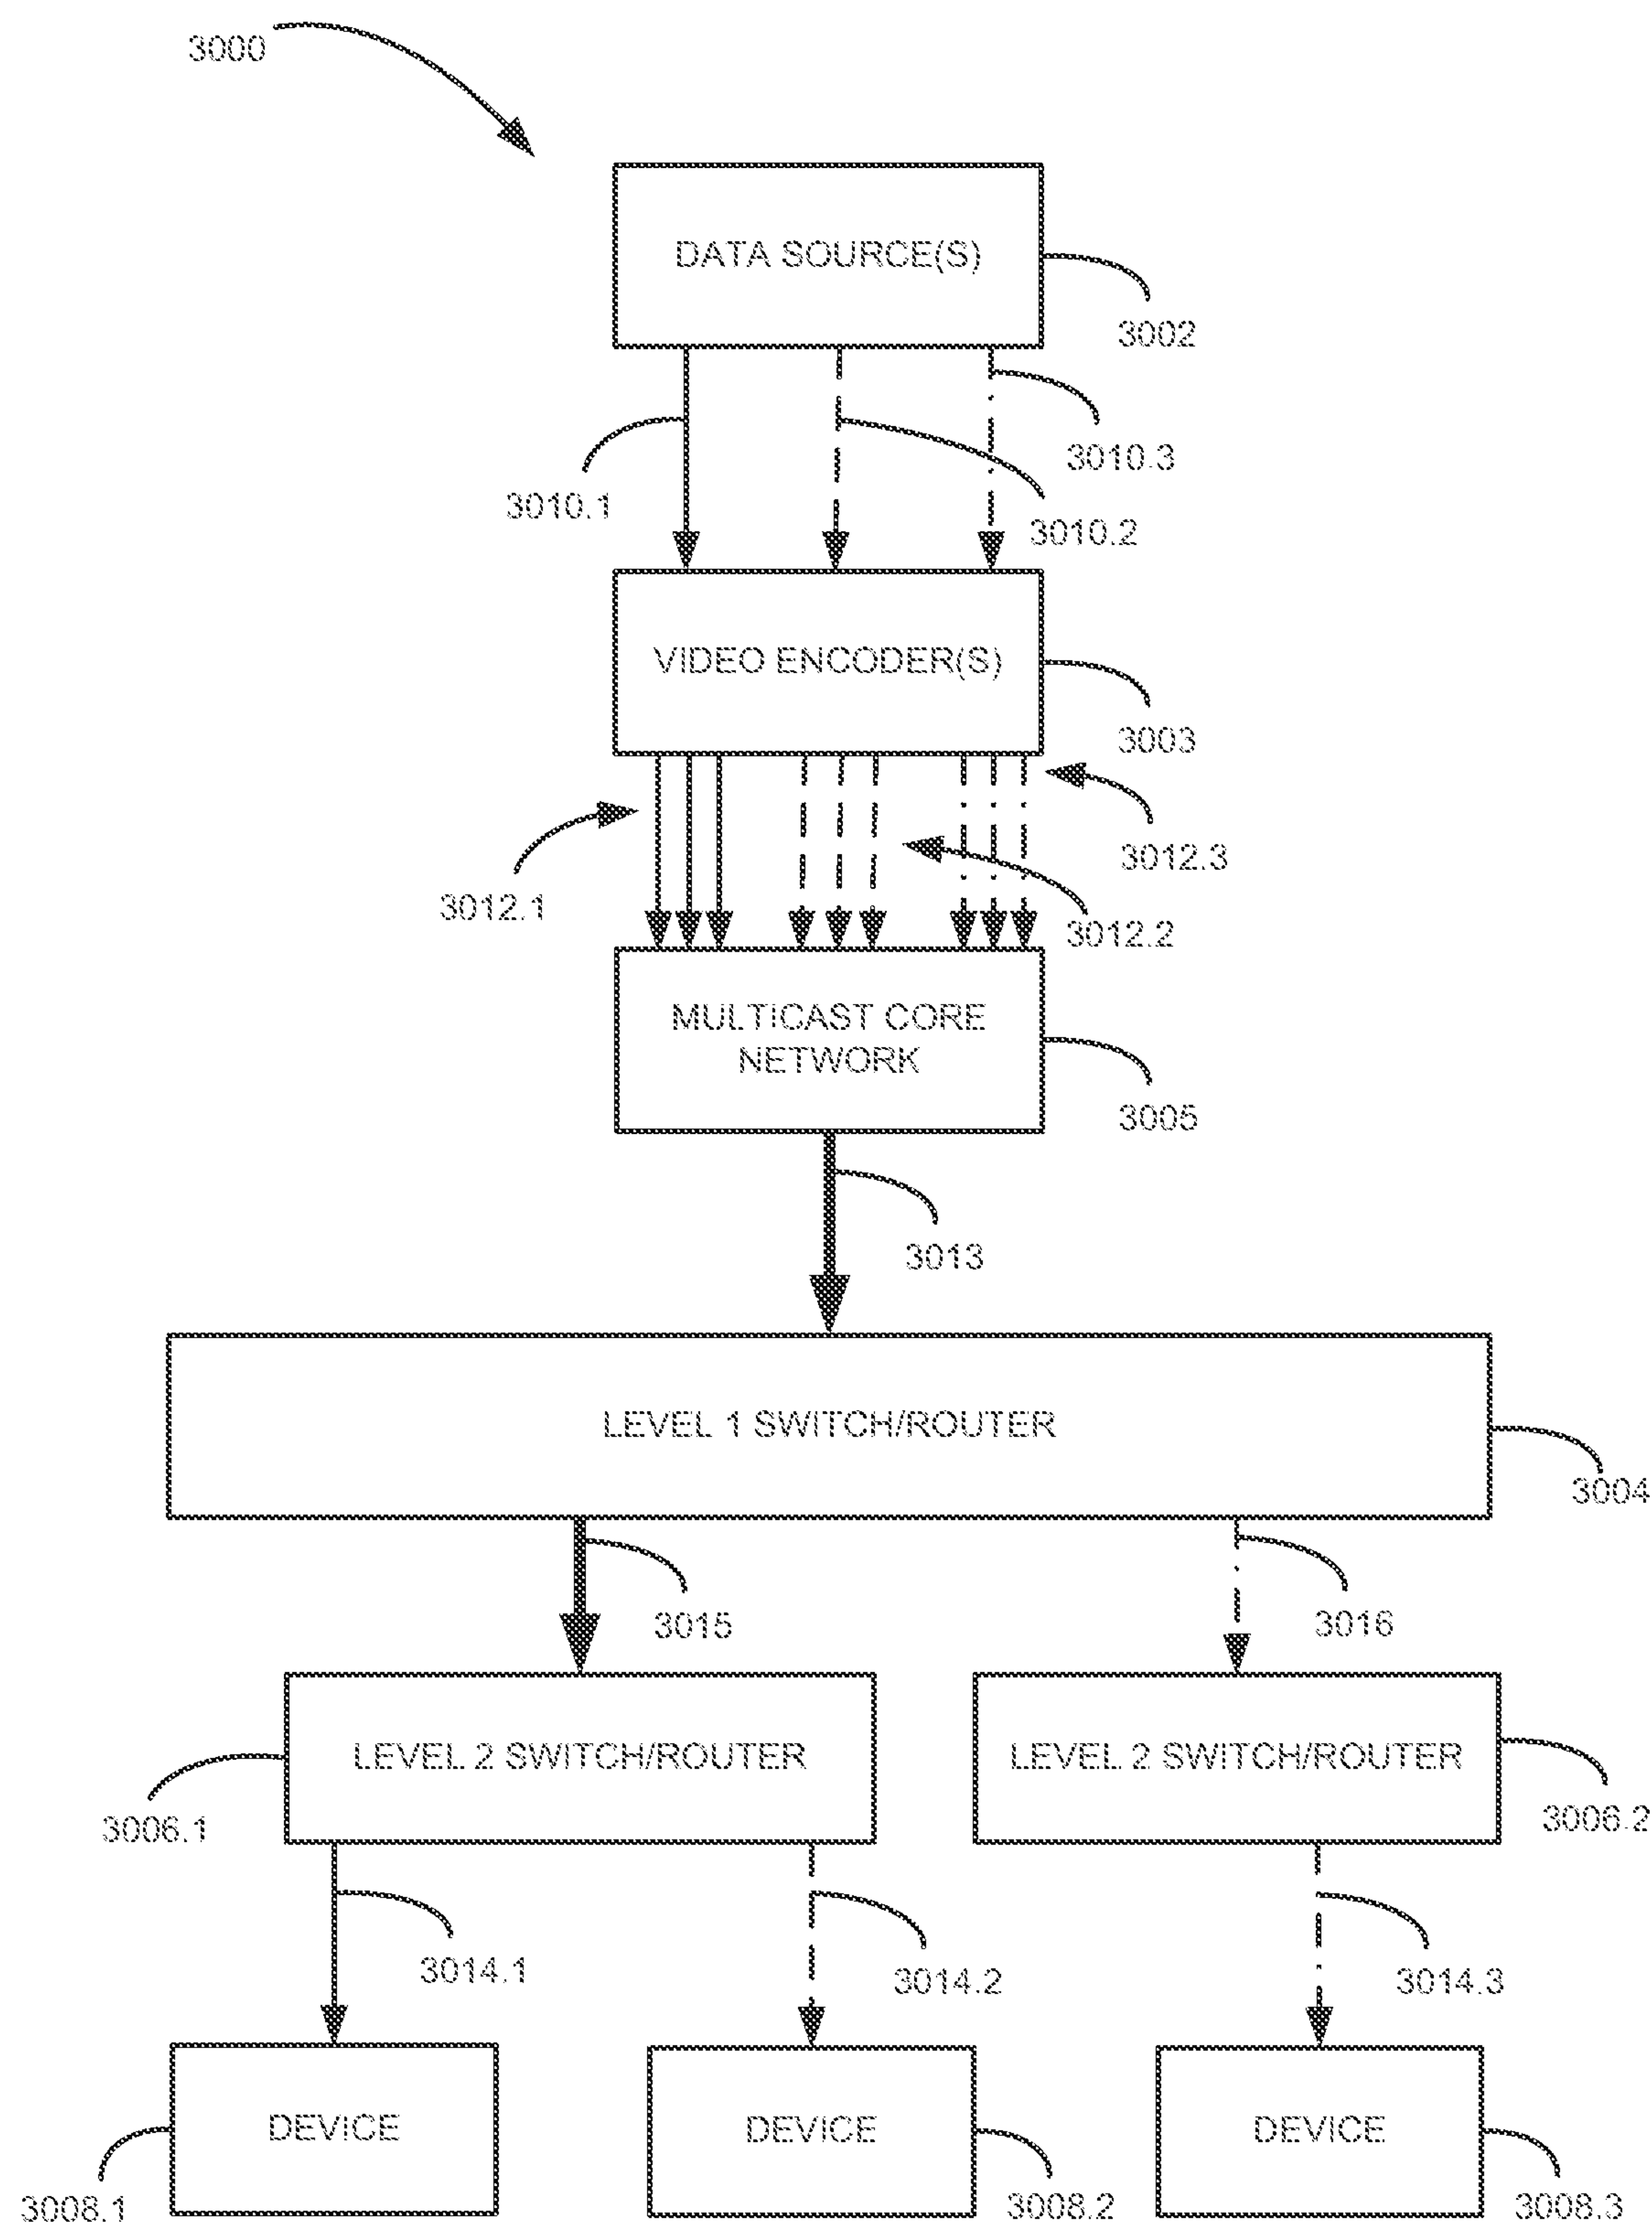 3000
DATA SOURCE(S)
3002
3010.1
3010.3
3010.2
VIDEO ENCODER(S)
3003
3012.1
3012.3
3012.2
MULTICAST CORE
NETWORK
3005
3013
LEVEL 1 SWITCH/ROUTER
3004
3015
3016
LEVEL 2 SWITCH/ROUTER
LEVEL 2 SWITCH/ROUTER
3006.1
3006.2
3014.1
3014.2
3014.3
DEVICE
DEVICE
DEVICE
3008.1
3008.2
3008.3